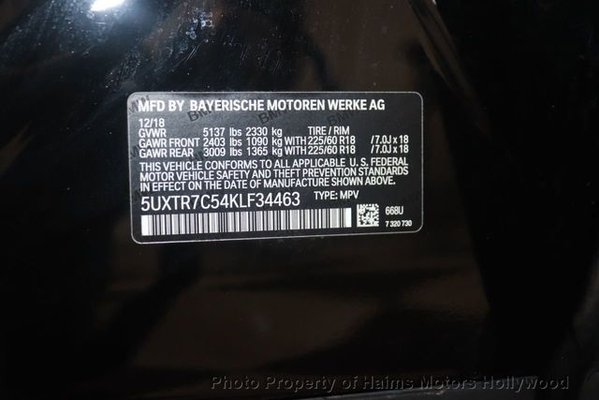 MFD BY BAYERISCHE MOTOREN WERKE AG
12/18
GVWR 5137 lbs 2330 kg TIRE / RIM
GAWR FRONT 2403 lbs 1090 kg WITH 225/60 R18 /7.0J x 18
GAWR REAR 3009 lbs 1365 kg WITH 225/60 R18 /7.0J x 18
THIS VEHICLE CONFORMS TO ALL APPLICABLE U. S. FEDERAL
MOTOR VEHICLE SAFETY AND THEFT PREVENTION STANDARDS
IN EFFECT ON THE DATE OF MANUFACTURE SHOWN ABOVE.
5UXTR7C54KLF34463 TYPE: MPV
668U
7 320 730
Photo Property of Haims Motors Hollywood